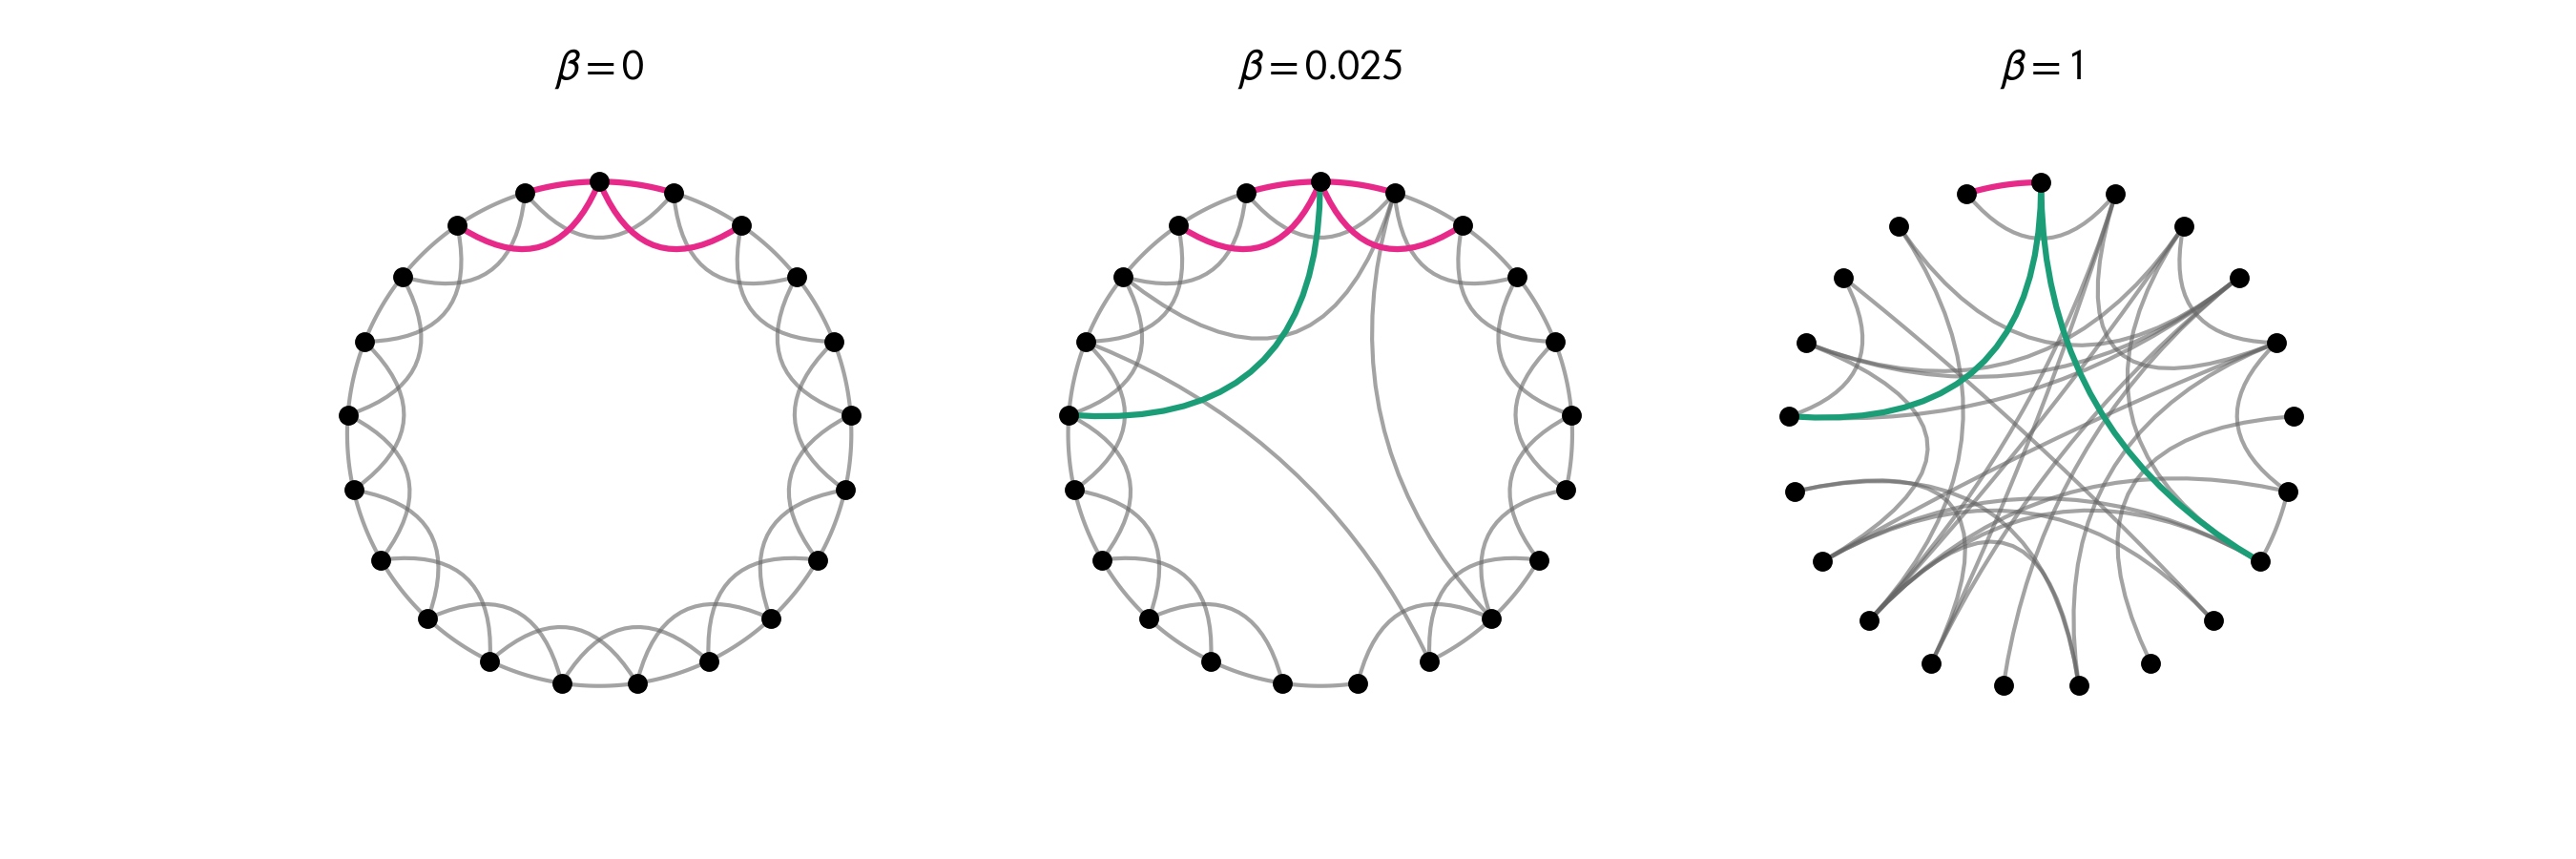 β = 0
β = 0.025
β = 1